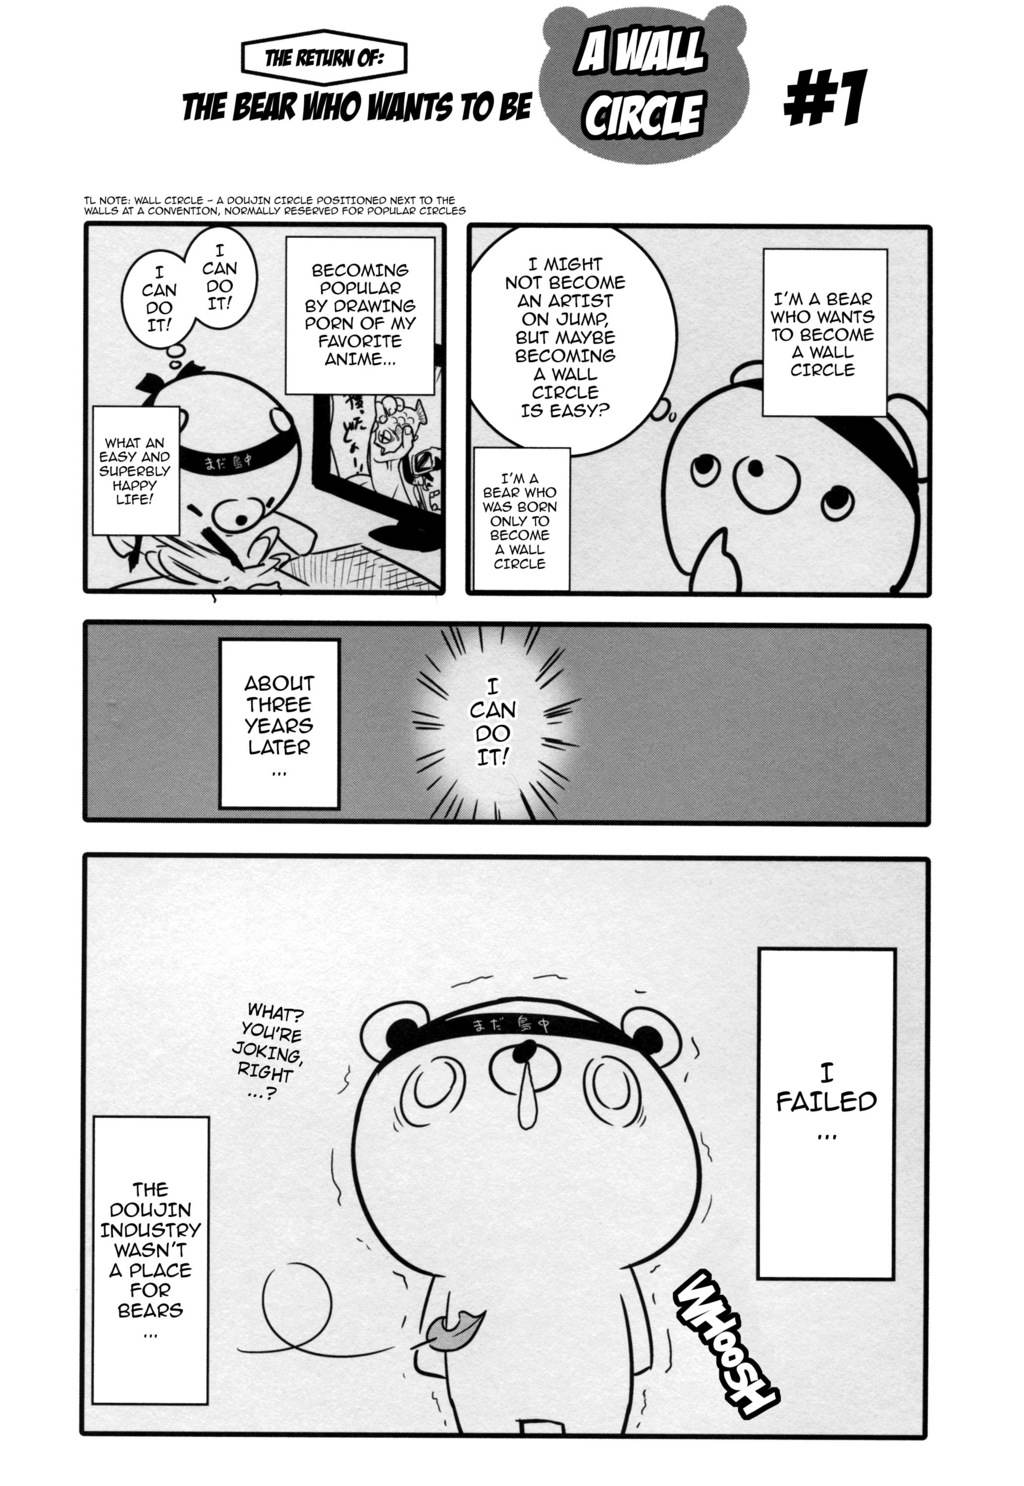 THE RETURN OF:
THE BEAR WHO WANTS TO BE
A WALL
CIRCLE
#1
TL NOTE: WALL CIRCLE - A DOUJIN CIRCLE POSITIONED NEXT TO THE
WALLS AT A CONVENTION, NORMALLY RESERVED FOR POPULAR CIRCLES
I'M A BEAR
WHO WANTS
TO BECOME
A WALL
CIRCLE
I MIGHT
NOT BECOME
AN ARTIST
ON JUMP,
BUT MAYBE
BECOMING
A WALL
CIRCLE
IS EASY?
I'M A
BEAR WHO
WAS BORN
ONLY TO
BECOME
A WALL
CIRCLE
BECOMING
POPULAR
BY DRAWING
PORN OF MY
FAVORITE
ANIME...
I
CAN
DO
IT!
I
CAN
DO
IT!
まだ島中
WHAT AN
EASY AND
SUPERBLY
HAPPY
LIFE!
I
CAN
DO
IT!
ABOUT
THREE
YEARS
LATER
...
I
FAILED
...
まだ島中
WHAT?
YOU'RE
JOKING,
RIGHT
...?
WHOOSH
THE
DOUJIN
INDUSTRY
WASN'T
A PLACE
FOR
BEARS
...